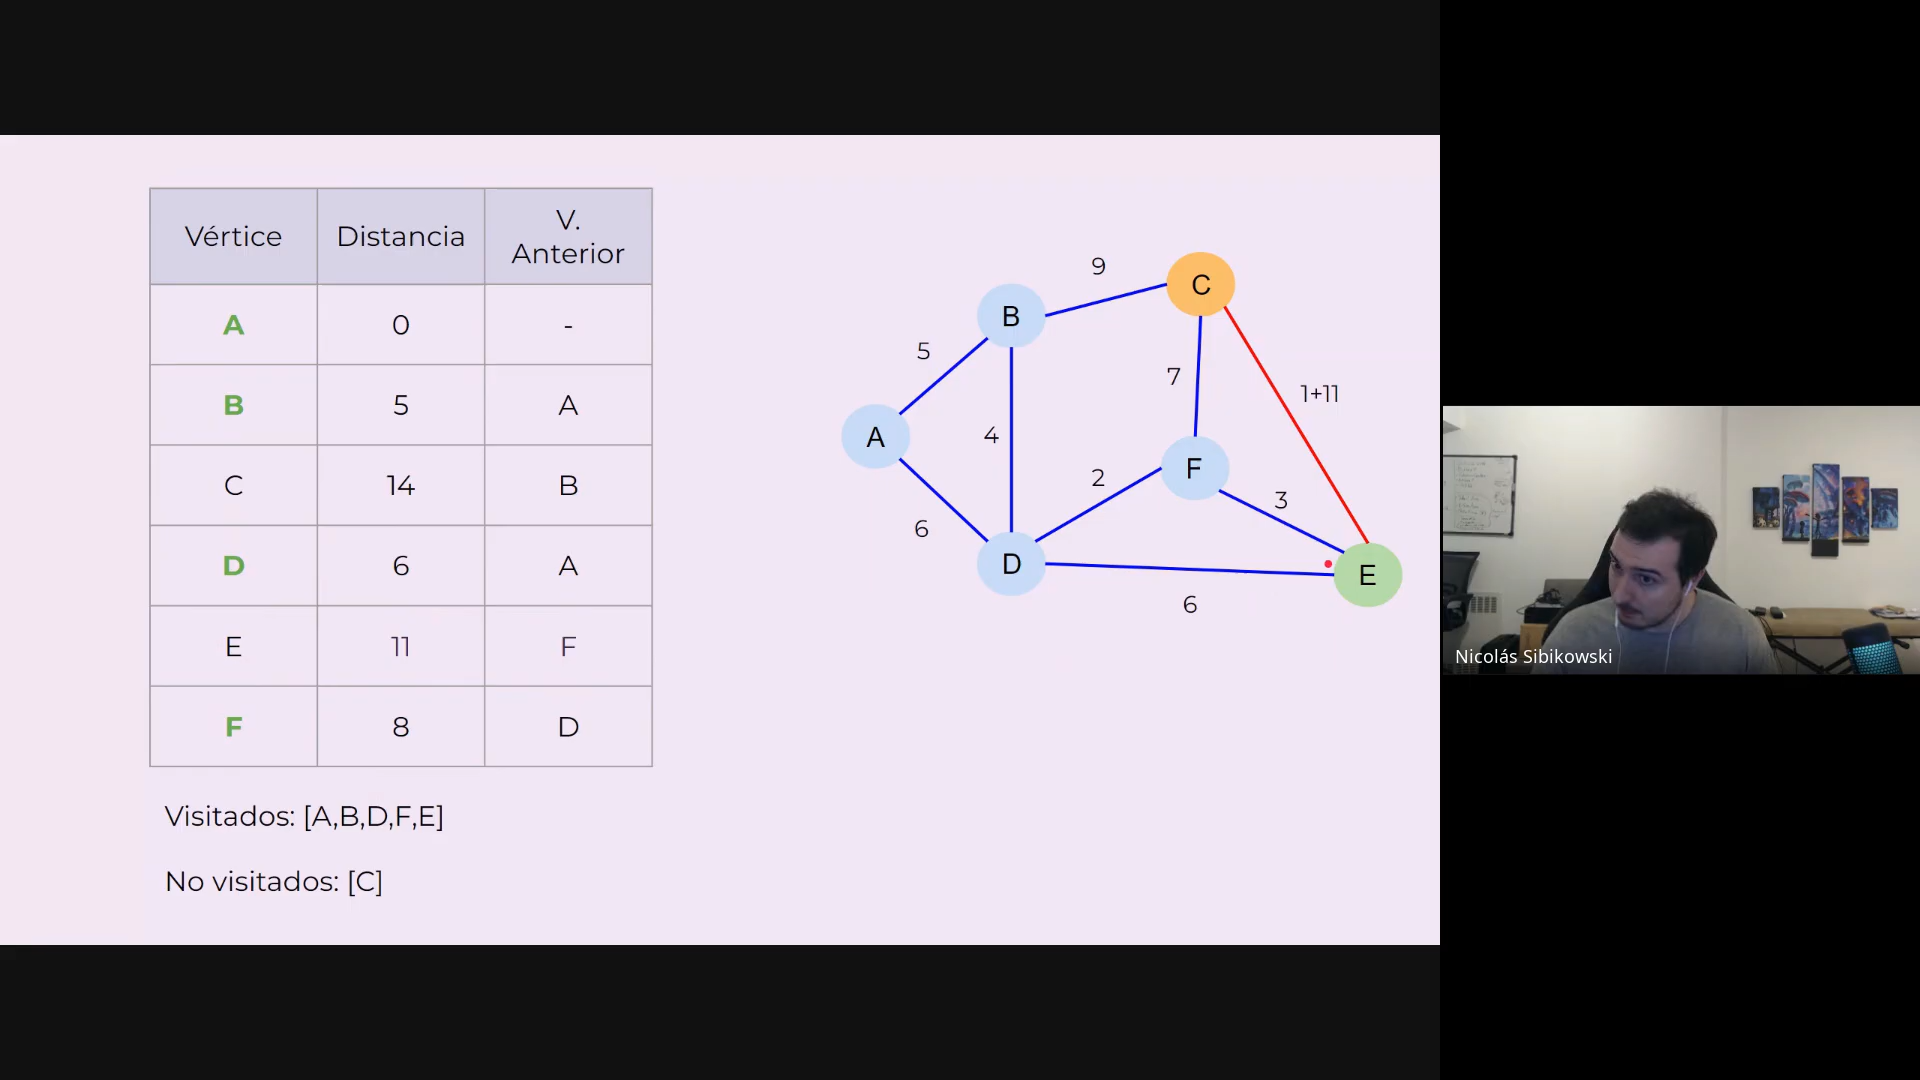 Vértice Distancia V. Anterior
A 0 -
B 5 A
C 14 B
D 6 A
E 11 F
F 8 D
Visitados: [A,B,D,F,E]
No visitados: [C]
9
C
B
5
7
1+11
A
4
F
2
3
6
D
E
6
Nicolás Sibikowski